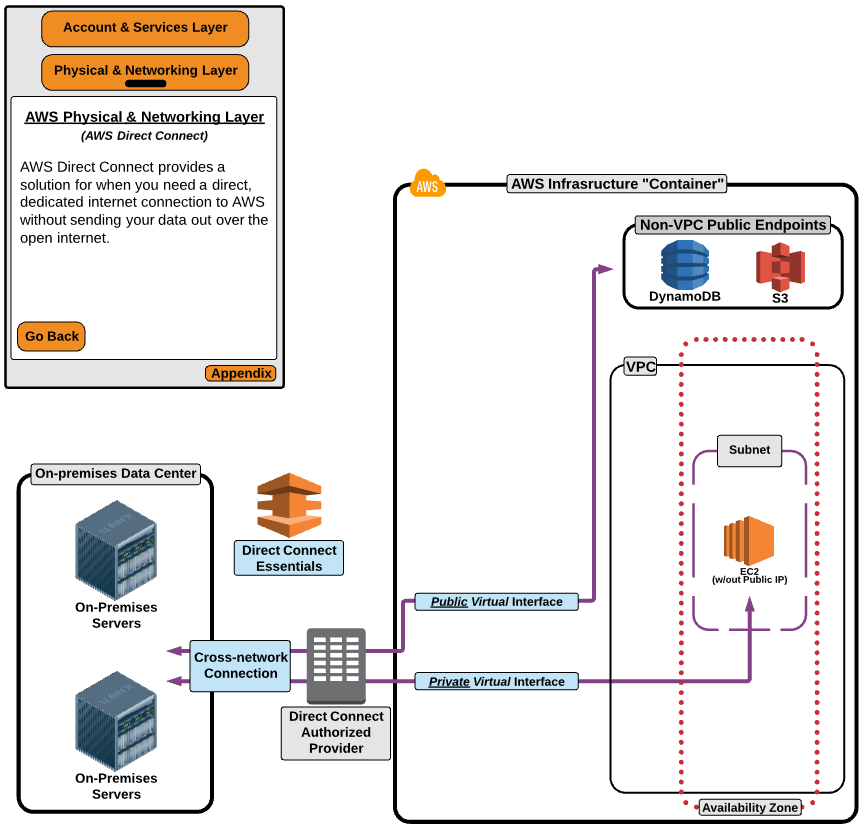 Account & Services Layer
Physical & Networking Layer
AWS Physical & Networking Layer
(AWS Direct Connect)
AWS Direct Connect provides a
solution for when you need a direct,
dedicated internet connection to AWS
without sending your data out over the
open internet.
Go Back
Appendix
AWS
AWS Infrasructure "Container"
Non-VPC Public Endpoints
DynamoDB
S3
VPC
Subnet
EC2
(w/out Public IP)
Availability Zone
On-premises Data Center
On-Premises
Servers
On-Premises
Servers
Direct Connect
Essentials
Cross-network
Connection
Direct Connect
Authorized
Provider
Public Virtual Interface
Private Virtual Interface